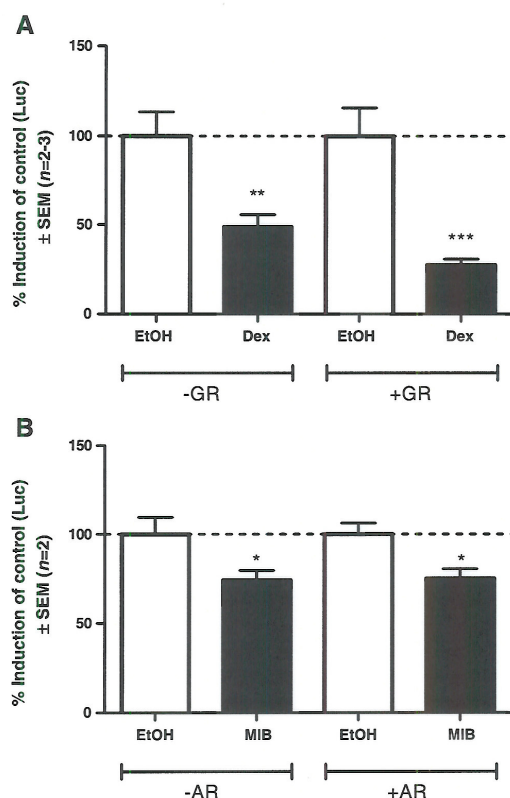 A
% Induction of control (Luc)
± SEM (n=2-3)
150
100
50
0
**
***
EtOH Dex EtOH Dex
-GR +GR
B
% Induction of control (Luc)
± SEM (n=2)
150
100
50
0
*
*
EtOH MIB EtOH MIB
-AR +AR